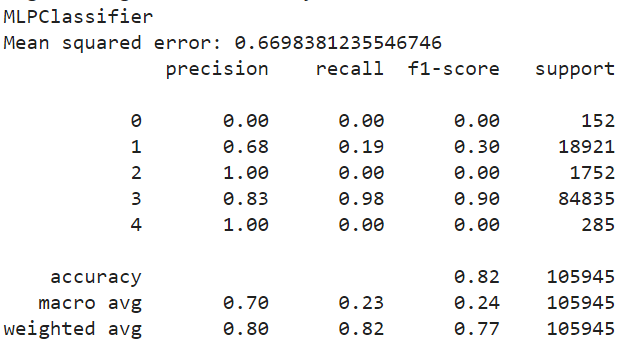 MLPClassifier
Mean squared error: 0.6698381235546746
precision recall f1-score support
0 0.00 0.00 0.00 152
1 0.68 0.19 0.30 18921
2 1.00 0.00 0.00 1752
3 0.83 0.98 0.90 84835
4 1.00 0.00 0.00 285
accuracy 0.82 105945
macro avg 0.70 0.23 0.24 105945
weighted avg 0.80 0.82 0.77 105945